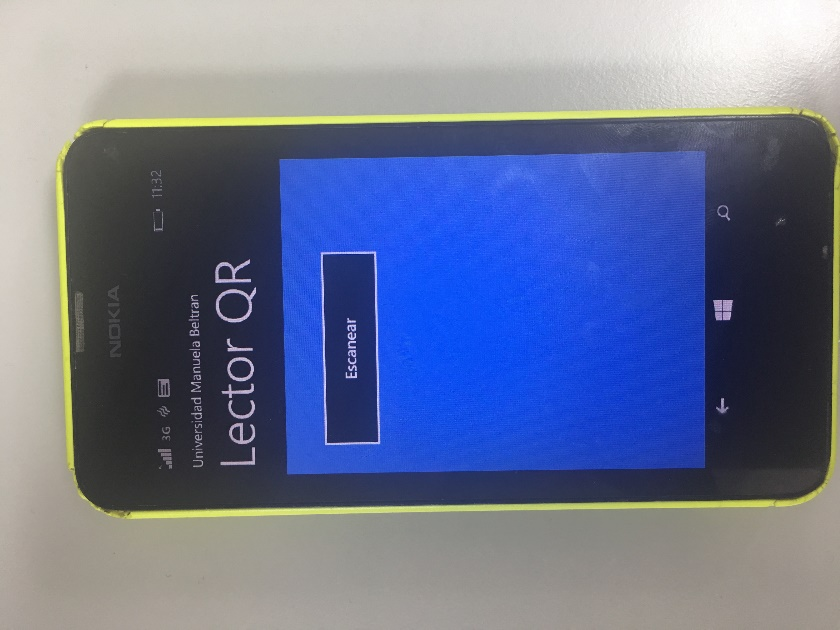 NOKIA
3G 11:32
Universidad Manuela Beltran
Lector QR
Escanear